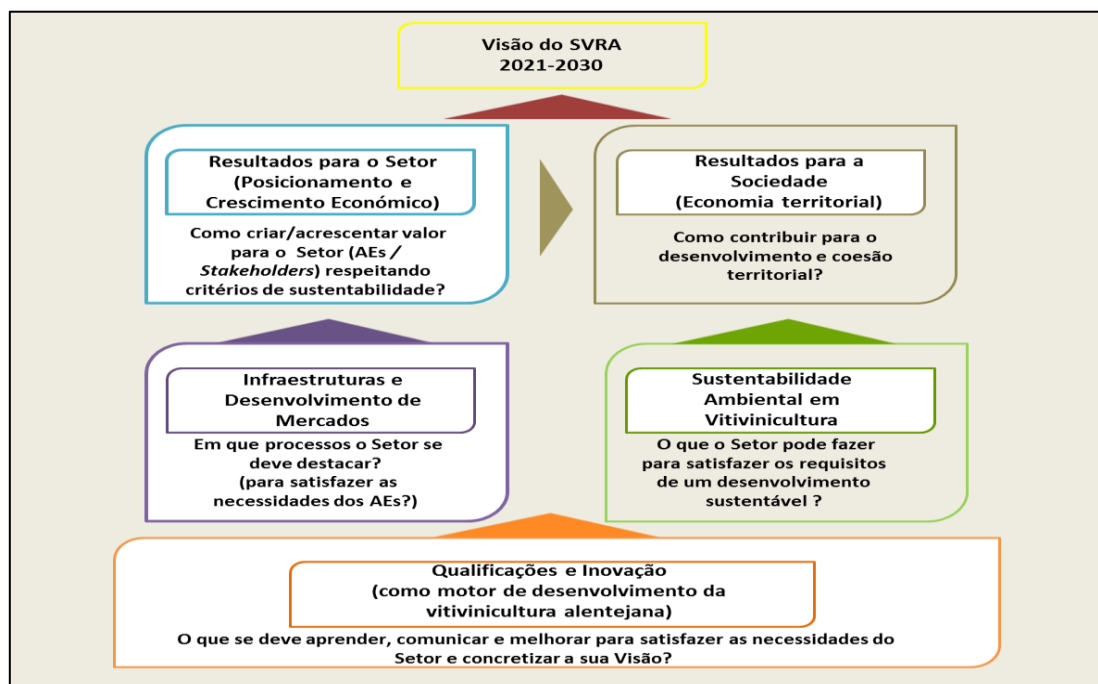 Visão do SVRA
2021-2030
Resultados para o Setor
(Posicionamento e
Crescimento Económico)
Como criar/acrescentar valor
para o Setor (AEs /
Stakeholders) respeitando
critérios de sustentabilidade?
Resultados para a
Sociedade
(Economia territorial)
Como contribuir para o
desenvolvimento e coesão
territorial?
Infraestruturas e
Desenvolvimento de
Mercados
Em que processos o Setor se
deve destacar?
(para satisfazer as
necessidades dos AEs?)
Sustentabilidade
Ambiental em
Vitivinicultura
O que o Setor pode fazer
para satisfazer os requisitos
de um desenvolvimento
sustentável ?
Qualificações e Inovação
(como motor de desenvolvimento da
vitivinicultura alentejana)
O que se deve aprender, comunicar e melhorar para satisfazer as necessidades do
Setor e concretizar a sua Visão?